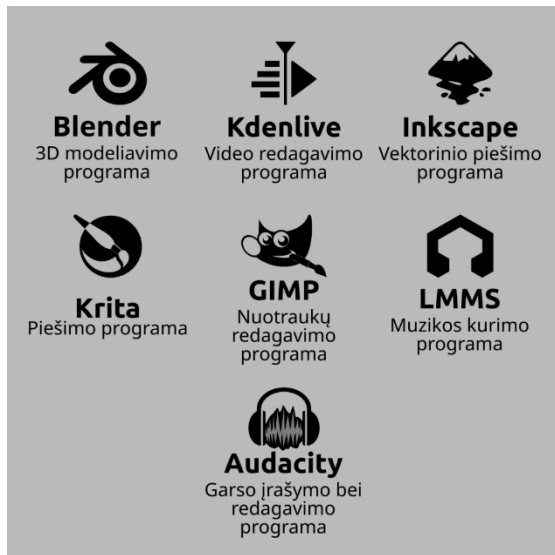 Blender
3D modeliavimo
programa
Kdenlive
Video redagavimo
programa
Inkscape
Vektorinio piešimo
programa
Krita
Piešimo programa
GIMP
Nuotraukų
redagavimo
programa
LMMS
Muzikos kurimo
programa
Audacity
Garso įrašymo bei
redagavimo
programa